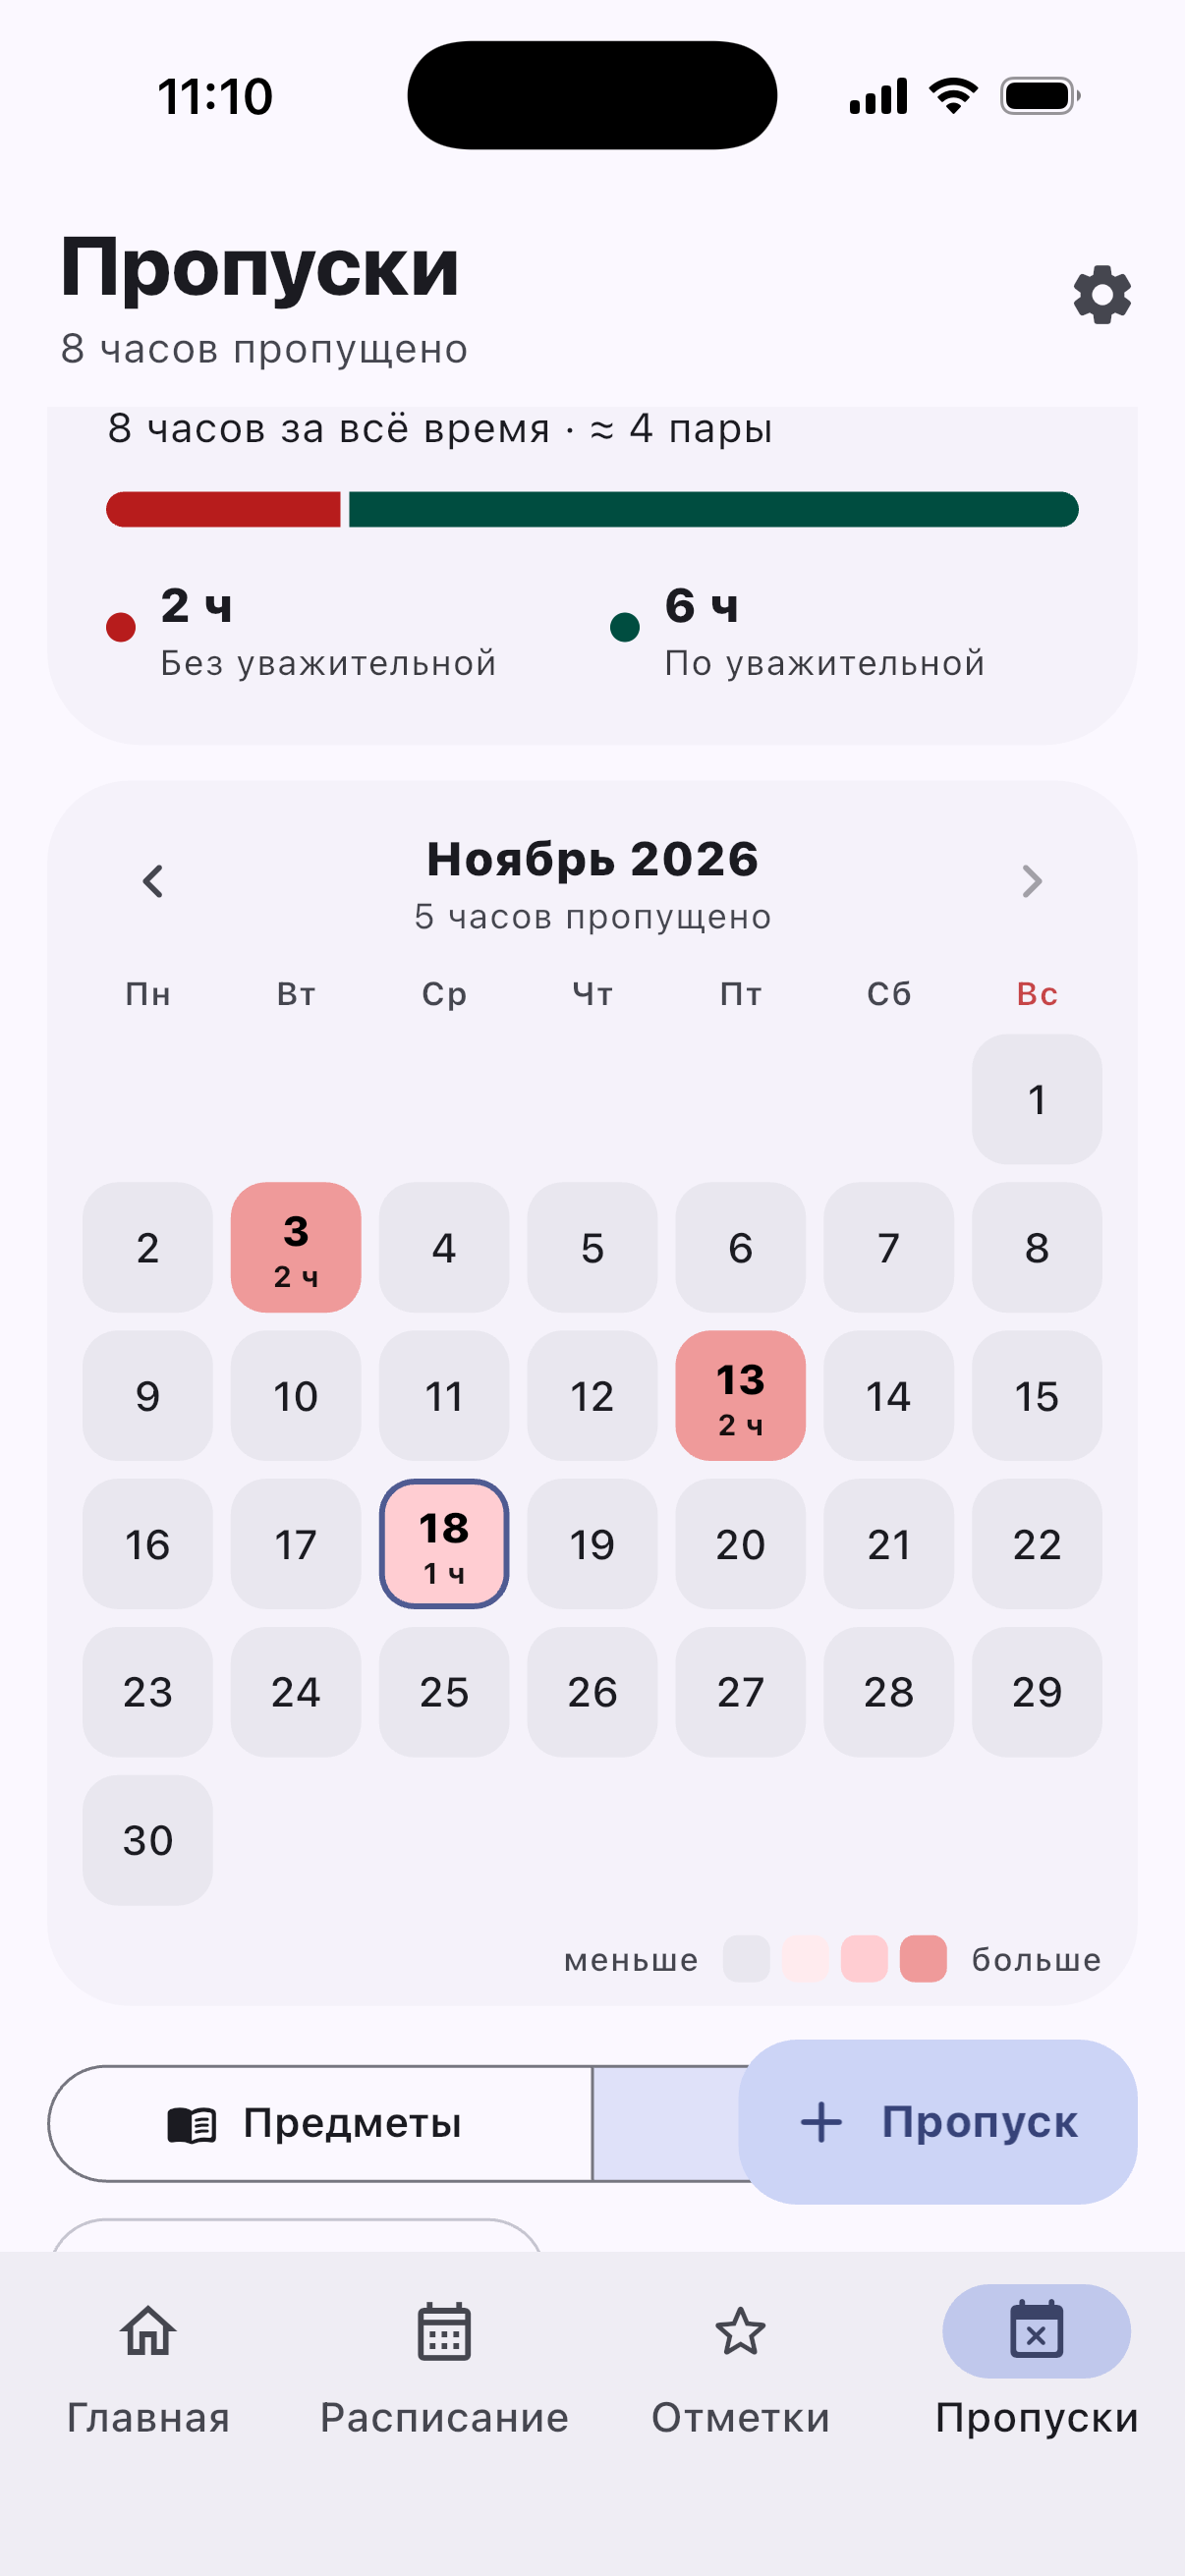 11:10
Пропуски
8 часов пропущено
8 часов за всё время · ≈ 4 пары
2 ч
Без уважительной
6 ч
По уважительной
Ноябрь 2026
5 часов пропущено
Пн Вт Ср Чт Пт Сб Вс
1
2 3 4 5 6 7 8
2 ч
9 10 11 12 13 14 15
2 ч
16 17 18 19 20 21 22
1 ч
23 24 25 26 27 28 29
30
меньше больше
Предметы
Пропуск
Главная Расписание Отметки Пропуски